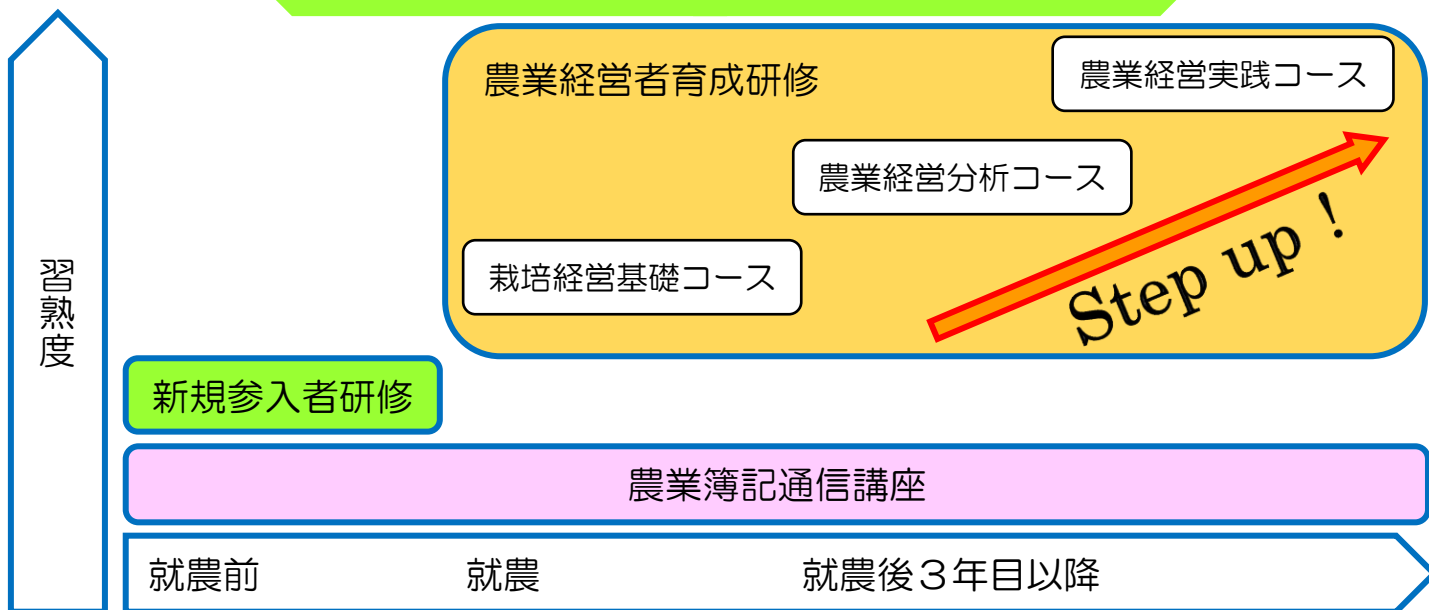 農業経営者育成研修
農業経営実践コース
農業経営分析コース
栽培経営基礎コース
Step up !
習熟度
新規参入者研修
農業簿記通信講座
就農前 就農 就農後３年目以降